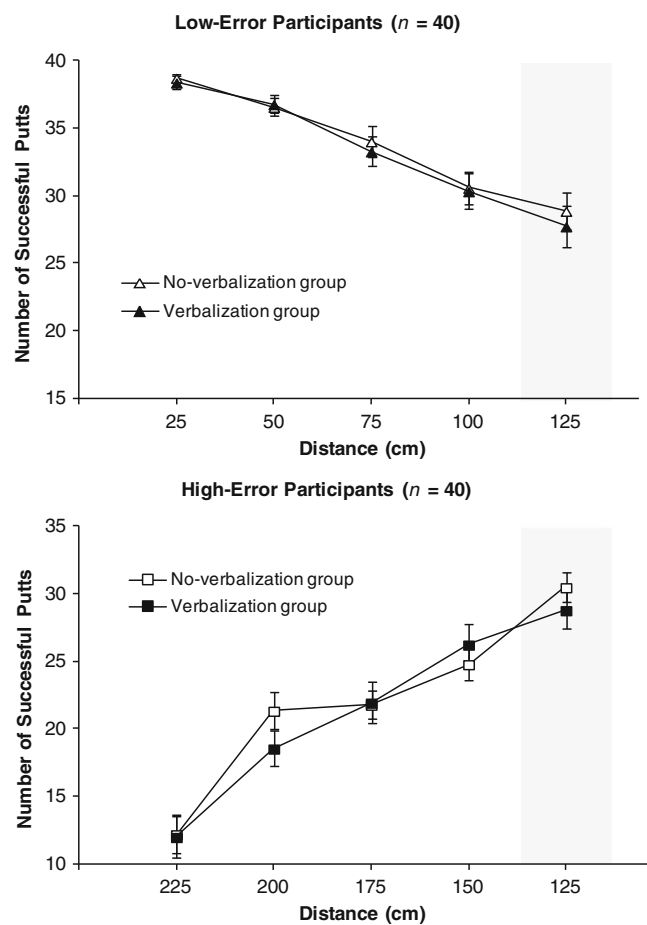 Low-Error Participants (n = 40)
Number of Successful Putts
40
35
30
25
20
15
No-verbalization group
Verbalization group
25 50 75 100 125
Distance (cm)
High-Error Participants (n = 40)
Number of Successful Putts
35
30
25
20
15
10
No-verbalization group
Verbalization group
225 200 175 150 125
Distance (cm)